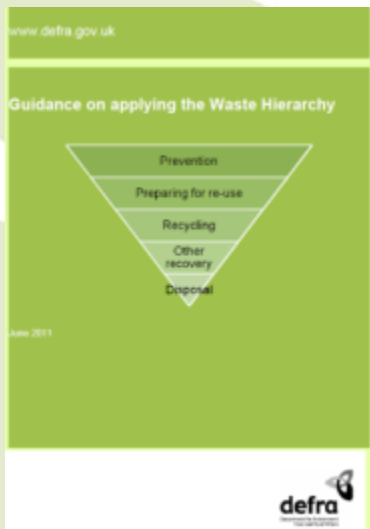 www.defra.gov.uk
Guidance on applying the Waste Hierarchy
Prevention
Preparing for re-use
Recycling
Other
recovery
Disposal
June 2011
defra